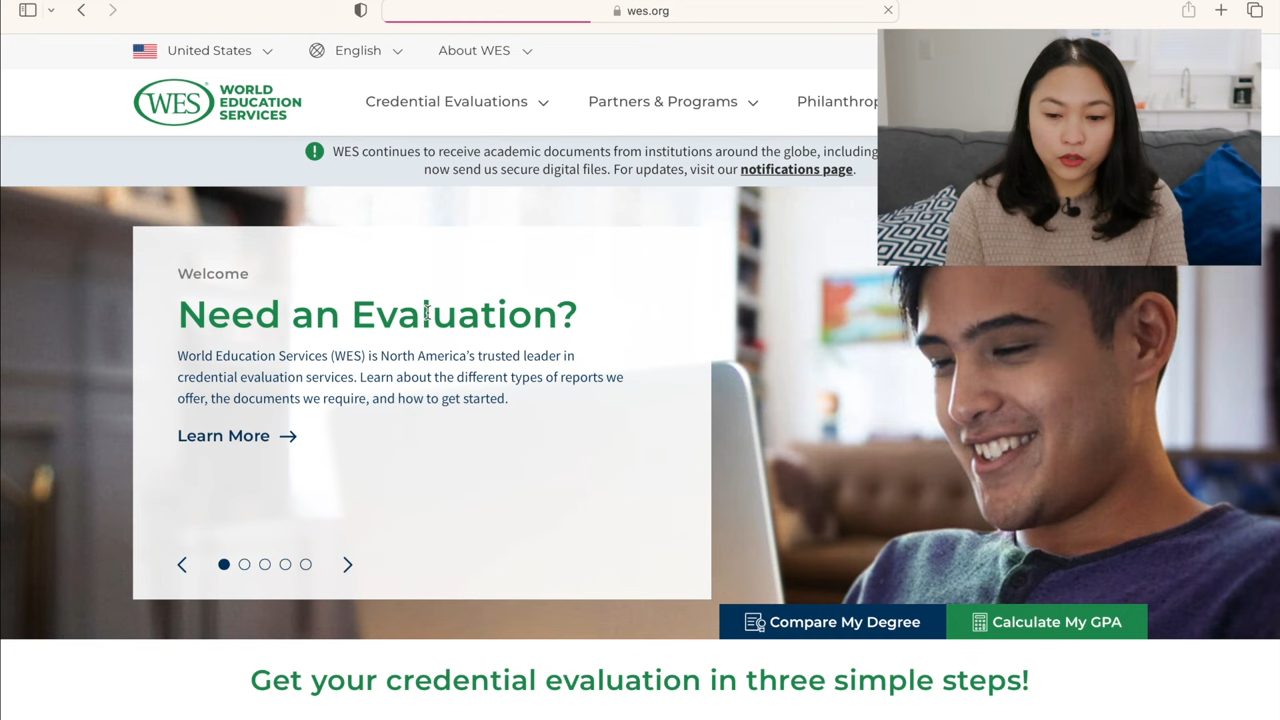 wes.org
United States
English
About WES
WES
WORLD
EDUCATION
SERVICES
Credential Evaluations
Partners & Programs
WES continues to receive academic documents from institutions around the globe, including
now send us secure digital files. For updates, visit our notifications page.
Welcome
Need an Evaluation?
World Education Services (WES) is North America's trusted leader in
credential evaluation services. Learn about the different types of reports we
offer, the documents we require, and how to get started.
Learn More
Compare My Degree
Calculate My GPA
Get your credential evaluation in three simple steps!